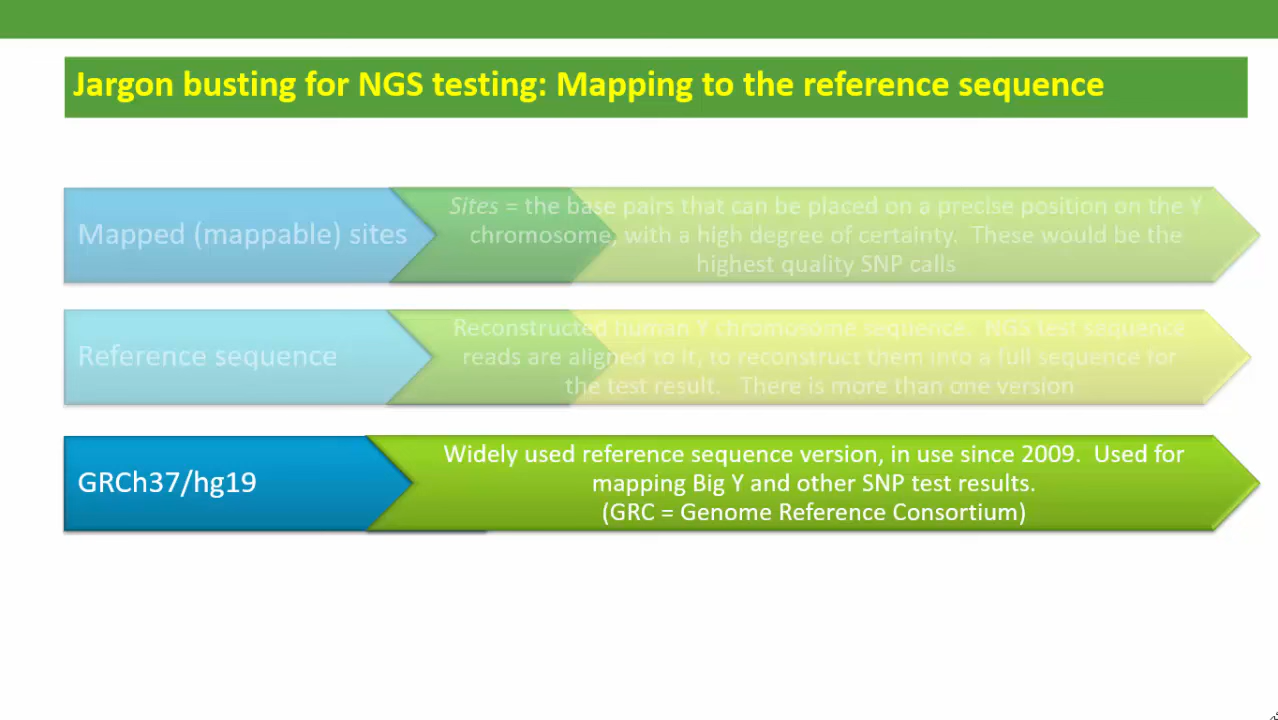 Jargon busting for NGS testing: Mapping to the reference sequence
Mapped (mappable) sites
Sites = the base pairs that can be placed on a precise position on the Y
chromosome, with a high degree of certainty. These would be the
highest quality SNP calls
Reference sequence
Reconstructed human Y chromosome sequence. NGS test sequence
reads are aligned to it, to reconstruct them into a full sequence for
the test result. There is more than one version
GRCh37/hg19
Widely used reference sequence version, in use since 2009. Used for
mapping Big Y and other SNP test results.
(GRC = Genome Reference Consortium)